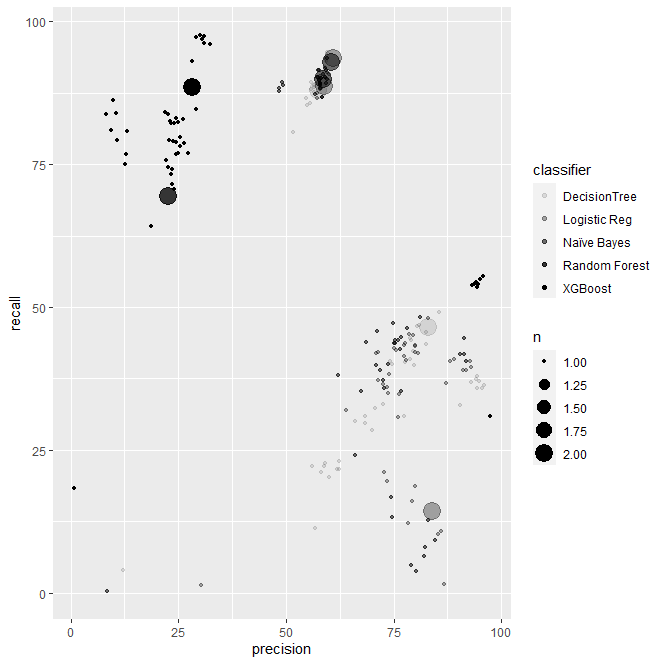 100
75
50
25
0
recall
0
25
50
75
100
precision
classifier
DecisionTree
Logistic Reg
Naïve Bayes
Random Forest
XGBoost
n
1.00
1.25
1.50
1.75
2.00